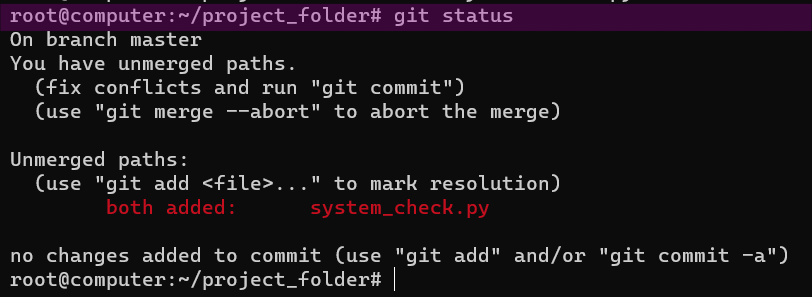 root@computer:~/project_folder# git status
On branch master
You have unmerged paths.
  (fix conflicts and run "git commit")
  (use "git merge --abort" to abort the merge)

Unmerged paths:
  (use "git add <file>..." to mark resolution)
        both added:      system_check.py

no changes added to commit (use "git add" and/or "git commit -a")
root@computer:~/project_folder#